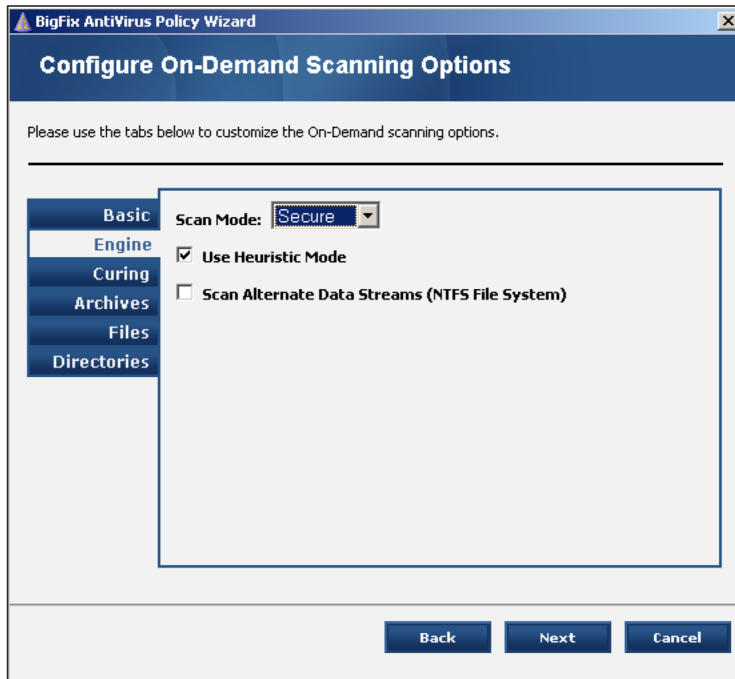 BigFix AntiVirus Policy Wizard
Configure On-Demand Scanning Options
Please use the tabs below to customize the On-Demand scanning options.
Basic
Engine
Curing
Archives
Files
Directories
Scan Mode: Secure
Use Heuristic Mode
Scan Alternate Data Streams (NTFS File System)
Back Next Cancel